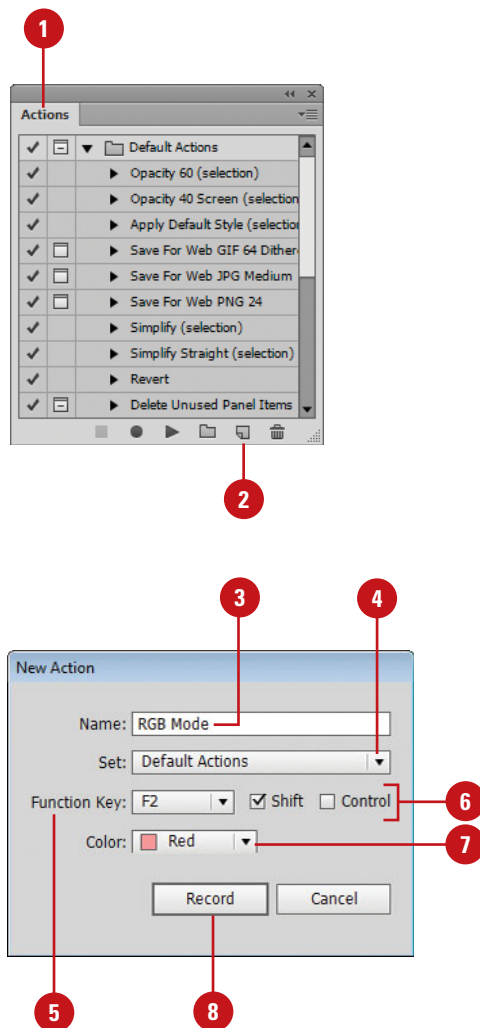 1
Actions
Default Actions
Opacity 60 (selection)
Opacity 40 Screen (selection
Apply Default Style (selection
Save For Web GIF 64 Dither
Save For Web JPG Medium
Save For Web PNG 24
Simplify (selection)
Simplify Straight (selection)
Revert
Delete Unused Panel Items
2
3 4
New Action
Name: RGB Mode
Set: Default Actions
Function Key: F2 Shift Control 6
Color: Red 7
Record Cancel
5 8